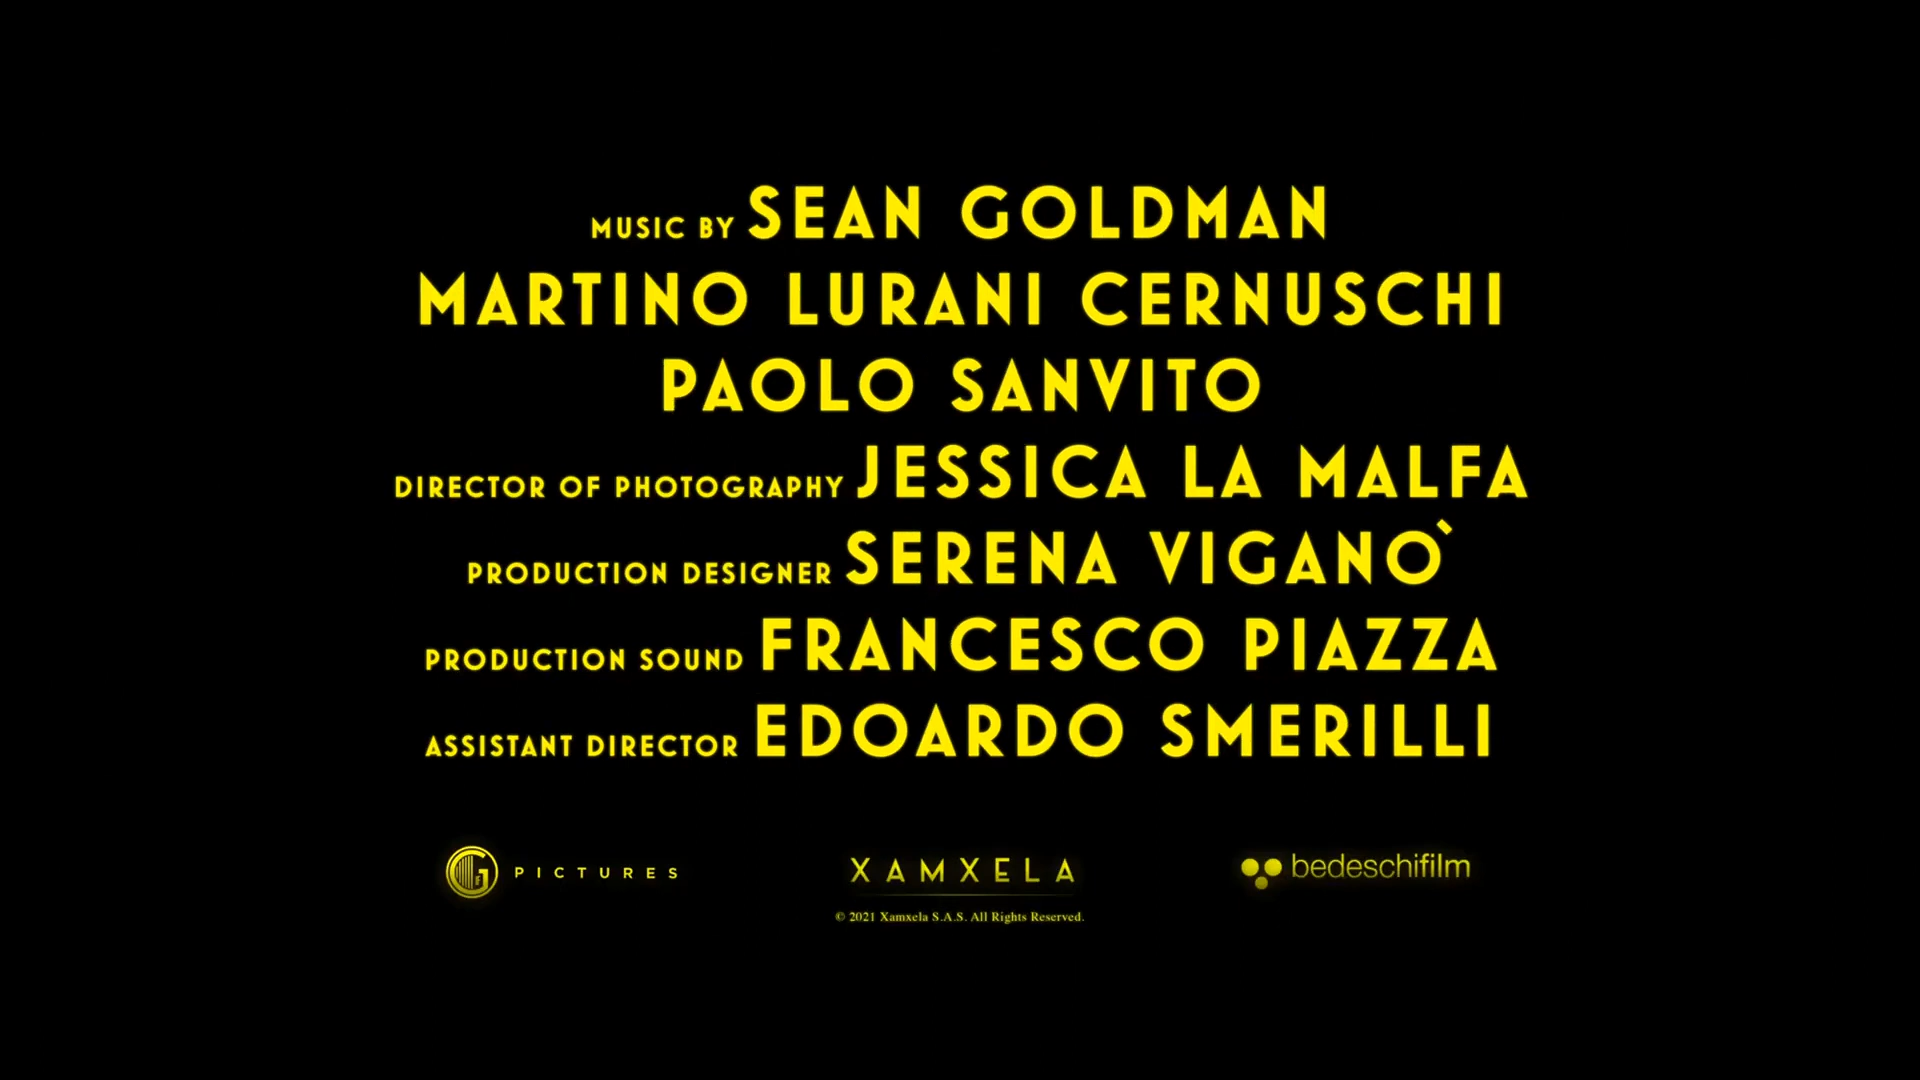 MUSIC BY SEAN GOLDMAN
MARTINO LURANI CERNUSCHI
PAOLO SANVITO
DIRECTOR OF PHOTOGRAPHY JESSICA LA MALFA
PRODUCTION DESIGNER SERENA VIGANÒ
PRODUCTION SOUND FRANCESCO PIAZZA
ASSISTANT DIRECTOR EDOARDO SMERILLI
G PICTURES
XAMXELA
bedeschifilm
© 2021 Xamxela S.A.S. All Rights Reserved.